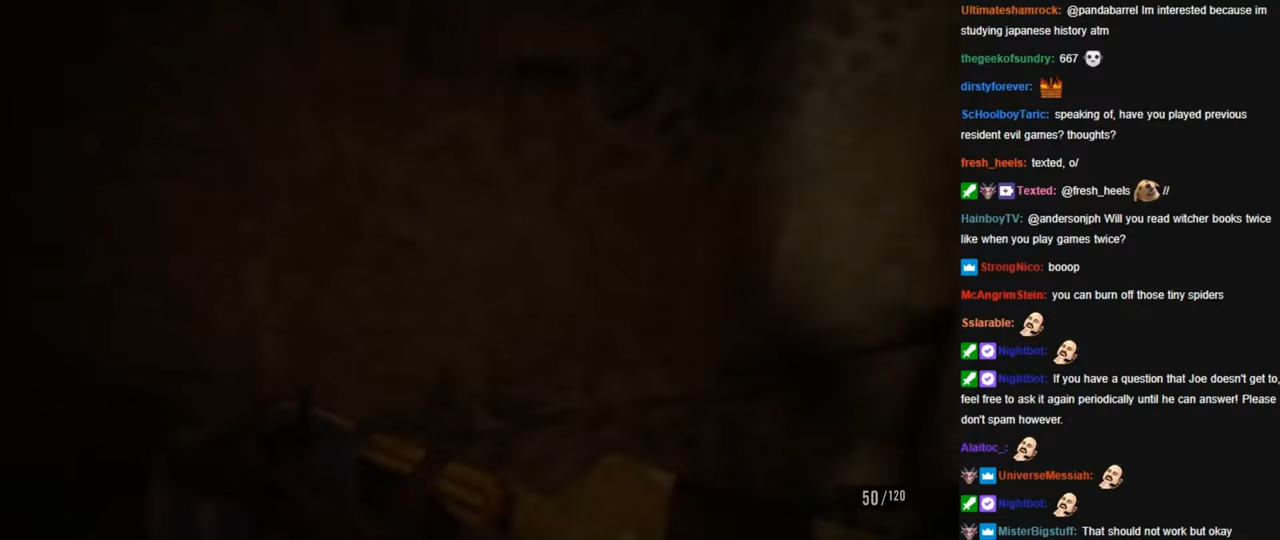 Ultimateshamrock: @pandabarrel Im interested because im
studying japanese history atm
thegeekofsundry: 667
dirstyforever:
ScHoolboyTaric: speaking of, have you played previous
resident evil games? thoughts?
fresh_heels: texted, o/
Texted: @fresh_heels //
HainboyTV: @andersonjph Will you read witcher books twice
like when you play games twice?
StrongNico: booop
McAngrimStein: you can burn off those tiny spiders
Sslarable:
Nightbot:
Nightbot: If you have a question that Joe doesn't get to,
feel free to ask it again periodically until he can answer! Please
don't spam however.
Alaitoc_:
UniverseMessiah:
50/120
Nightbot:
MisterBigstuff: That should not work but okay